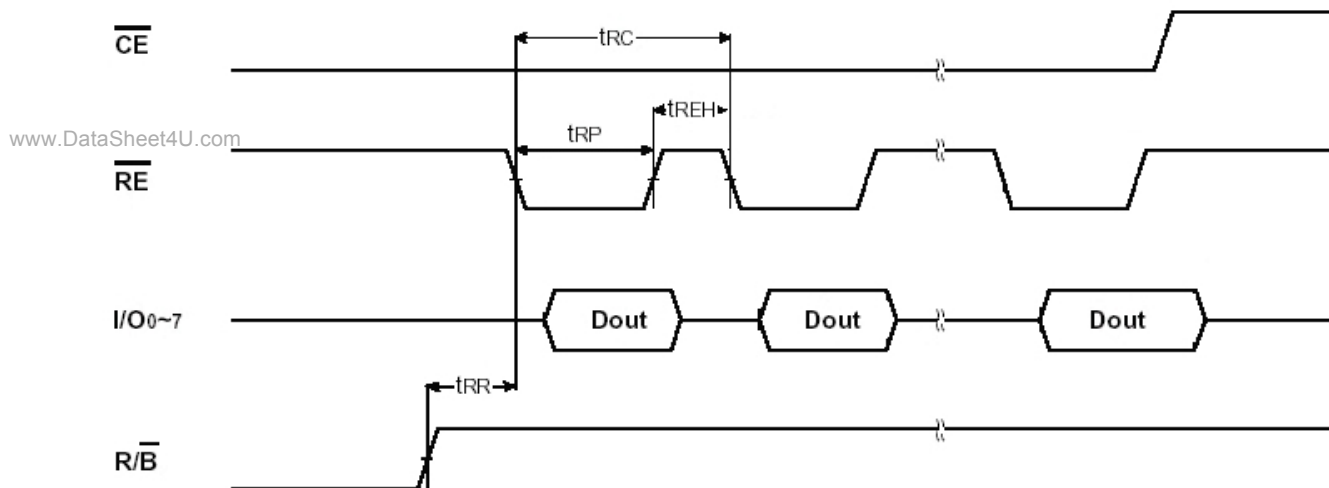 CE
tRC
tREH
www.DataSheet4U.com
tRP
RE
I/O0~7
Dout
Dout
Dout
tRR
R/B